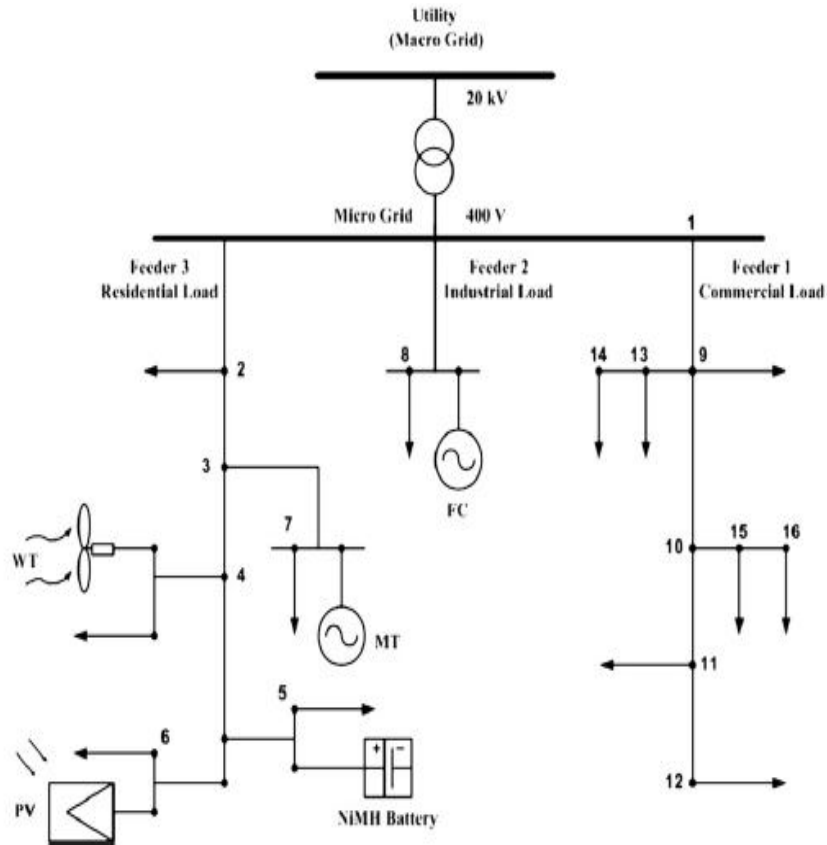 Utility
(Macro Grid)
20 kV
Micro Grid
400 V
1
Feeder 3
Residential Load
Feeder 2
Industrial Load
Feeder 1
Commercial Load
2
8
14
13
9
3
FC
7
10
15
16
WT
4
MT
11
5
6
+
-
12
PV
NiMH Battery